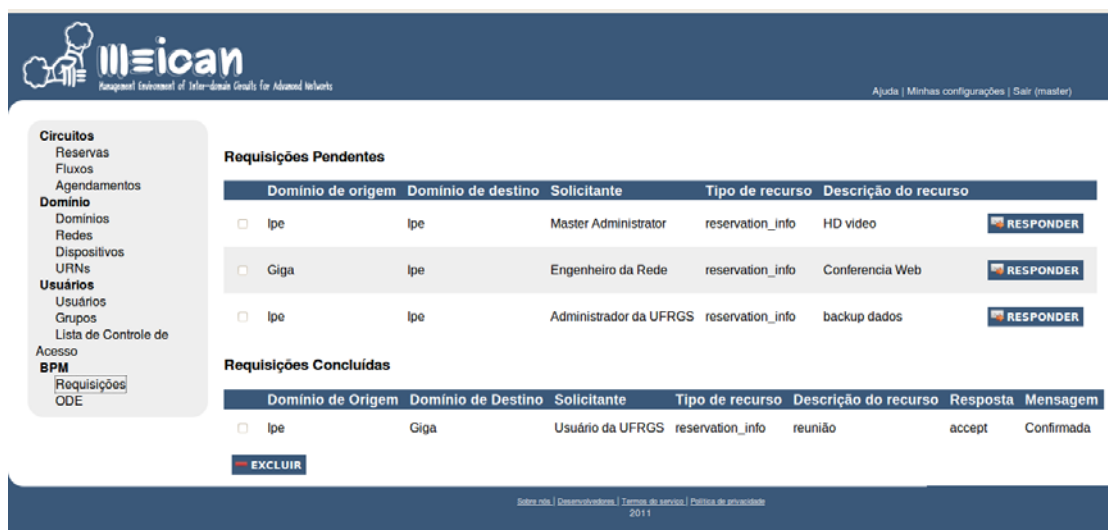 Meican
Management Environment of Inter-domain Circuits for Advanced Networks
Ajuda | Minhas configurações | Sair (master)
Circuitos
Reservas
Fluxos
Agendamentos
Domínio
Domínios
Redes
Dispositivos
URNs
Usuários
Usuários
Grupos
Lista de Controle de
Acesso
BPM
Requisições
ODE
Requisições Pendentes
Domínio de origem Domínio de destino Solicitante Tipo de recurso Descrição do recurso
Ipe Ipe Master Administrator reservation_info HD video RESPONDER
Giga Ipe Engenheiro da Rede reservation_info Conferencia Web RESPONDER
Ipe Ipe Administrador da UFRGS reservation_info backup dados RESPONDER
Requisições Concluídas
Domínio de Origem Domínio de Destino Solicitante Tipo de recurso Descrição do recurso Resposta Mensagem
Ipe Giga Usuário da UFRGS reservation_info reunião accept Confirmada
EXCLUIR
Sobre nós | Desenvolvedores | Termos do serviço | Política de privacidade
2011